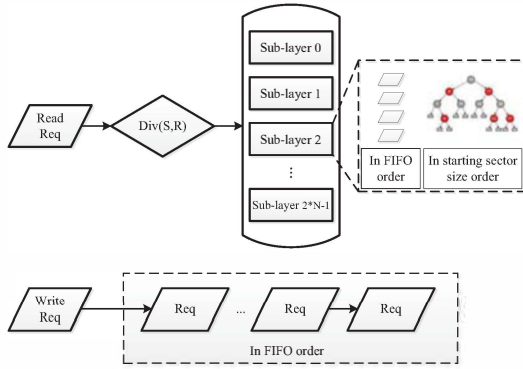 Sub-layer 0
Sub-layer 1
Read
Req
Div(S,R)
Sub-layer 2
⋮
Sub-layer 2*N-1
In FIFO
order
In starting sector
size order
Write
Req
Req
...
Req
Req
In FIFO order